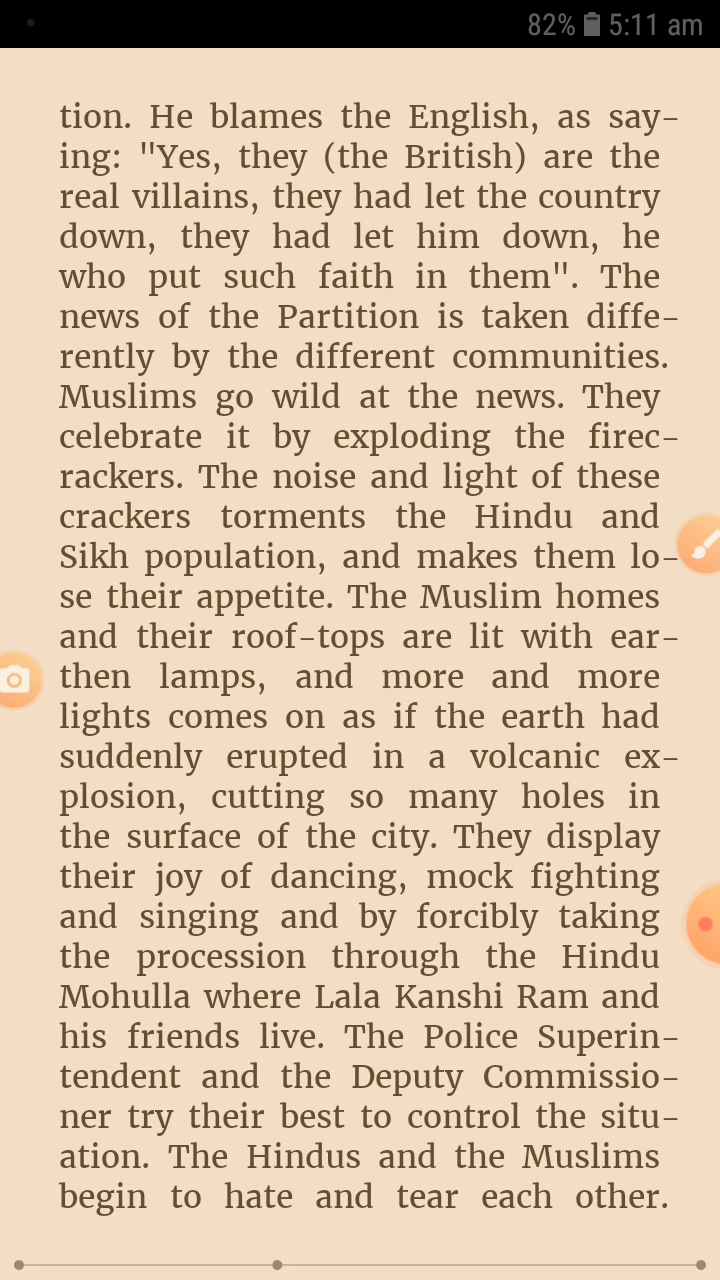 82% 5:11 am
tion. He blames the English, as say-
ing: "Yes, they (the British) are the
real villains, they had let the country
down, they had let him down, he
who put such faith in them". The
news of the Partition is taken diffe-
rently by the different communities.
Muslims go wild at the news. They
celebrate it by exploding the firec-
rackers. The noise and light of these
crackers torments the Hindu and
Sikh population, and makes them lo-
se their appetite. The Muslim homes
and their roof-tops are lit with ear-
then lamps, and more and more
lights comes on as if the earth had
suddenly erupted in a volcanic ex-
plosion, cutting so many holes in
the surface of the city. They display
their joy of dancing, mock fighting
and singing and by forcibly taking
the procession through the Hindu
Mohulla where Lala Kanshi Ram and
his friends live. The Police Superin-
tendent and the Deputy Commissio-
ner try their best to control the situ-
ation. The Hindus and the Muslims
begin to hate and tear each other.